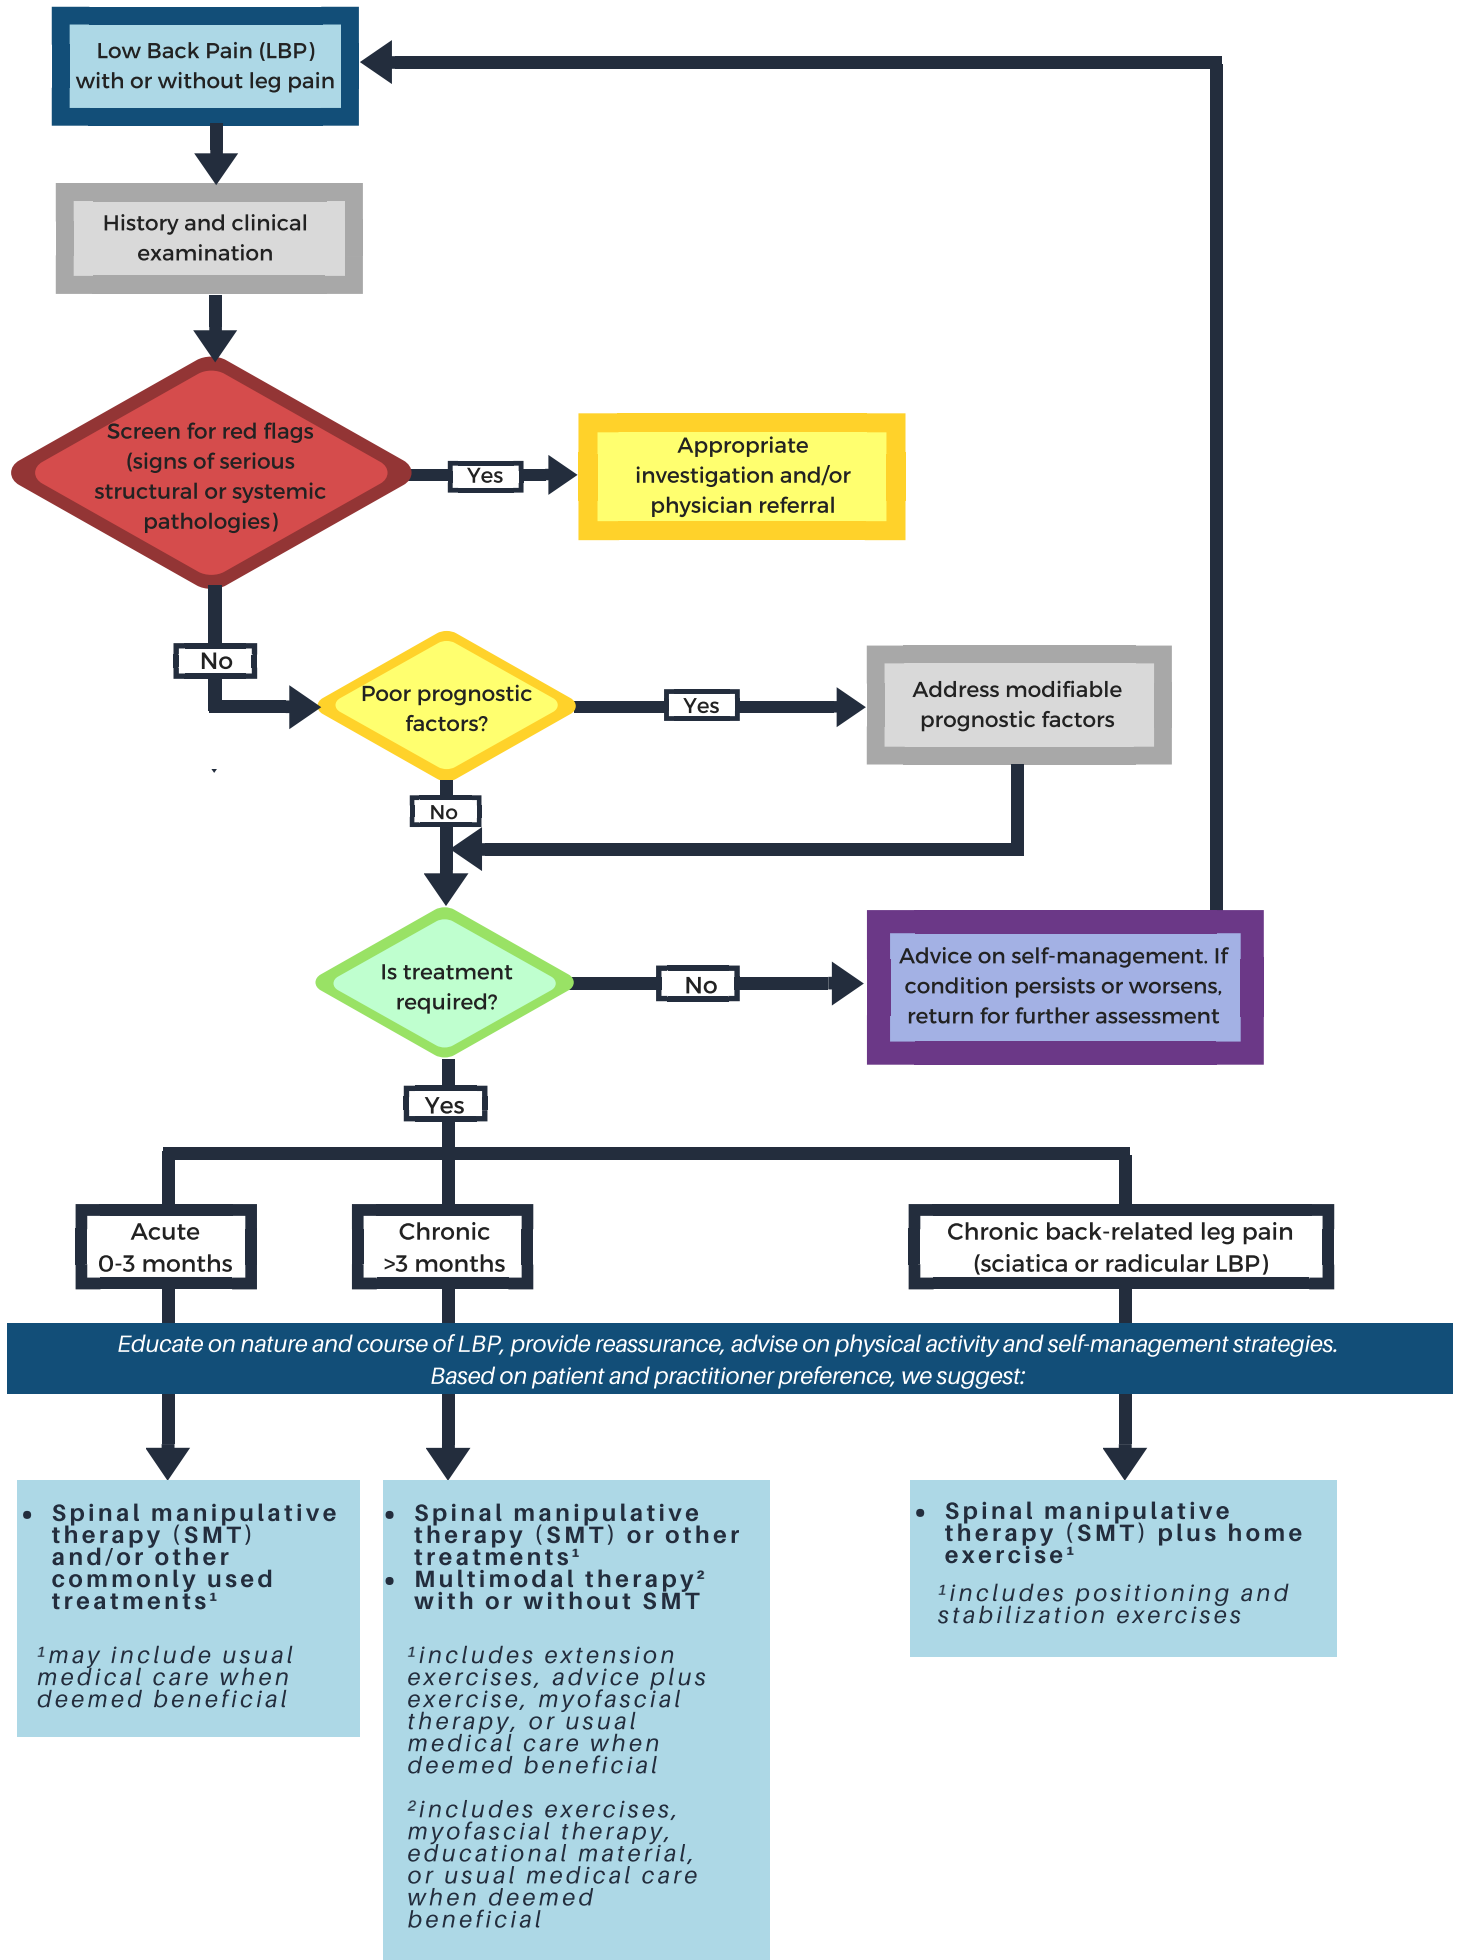 Low Back Pain (LBP)
with or without leg pain
History and clinical
examination
Screen for red flags
(signs of serious
structural or systemic
pathologies)
Yes
Appropriate
investigation and/or
physician referral
No
Poor prognostic
factors?
Yes
Address modifiable
prognostic factors
No
Is treatment
required?
No
Advice on self-management. If
condition persists or worsens,
return for further assessment
Yes
Acute
0-3 months
Chronic
>3 months
Chronic back-related leg pain
(sciatica or radicular LBP)
Educate on nature and course of LBP, provide reassurance, advise on physical activity and self-management strategies.
Based on patient and practitioner preference, we suggest:
• Spinal manipulative
therapy (SMT)
and/or other
commonly used
treatments¹
¹may include usual
medical care when
deemed beneficial
• Spinal manipulative
therapy (SMT) or other
treatments¹
• Multimodal therapy²
with or without SMT
¹includes extension
exercises, advice plus
exercise, myofascial
therapy, or usual
medical care when
deemed beneficial
²includes exercises,
myofascial therapy,
educational material,
or usual medical care
when deemed
beneficial
• Spinal manipulative
therapy (SMT) plus home
exercise¹
¹includes positioning and
stabilization exercises